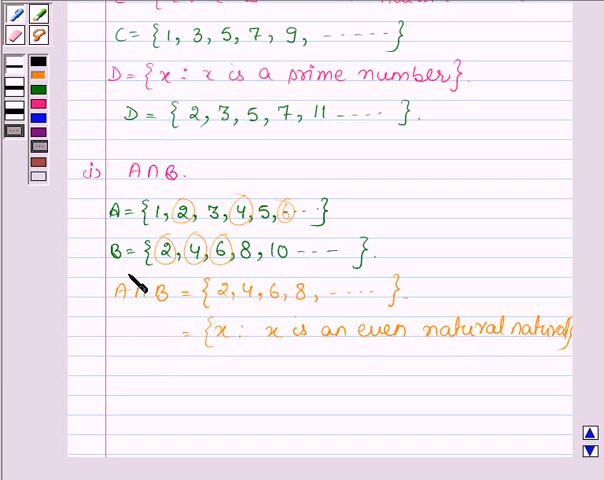 C = {1, 3, 5, 7, 9, ------}
D = {x : x is a prime number}.
D = { 2, 3, 5, 7, 11 ---- }.
(i) A∩B.
A = {1, 2, 3, 4, 5, 6 --}
B = { 2, 4, 6, 8, 10 --- }.
A∩B = { 2, 4, 6, 8, ----- }.
= {x : x is an even natural natural}